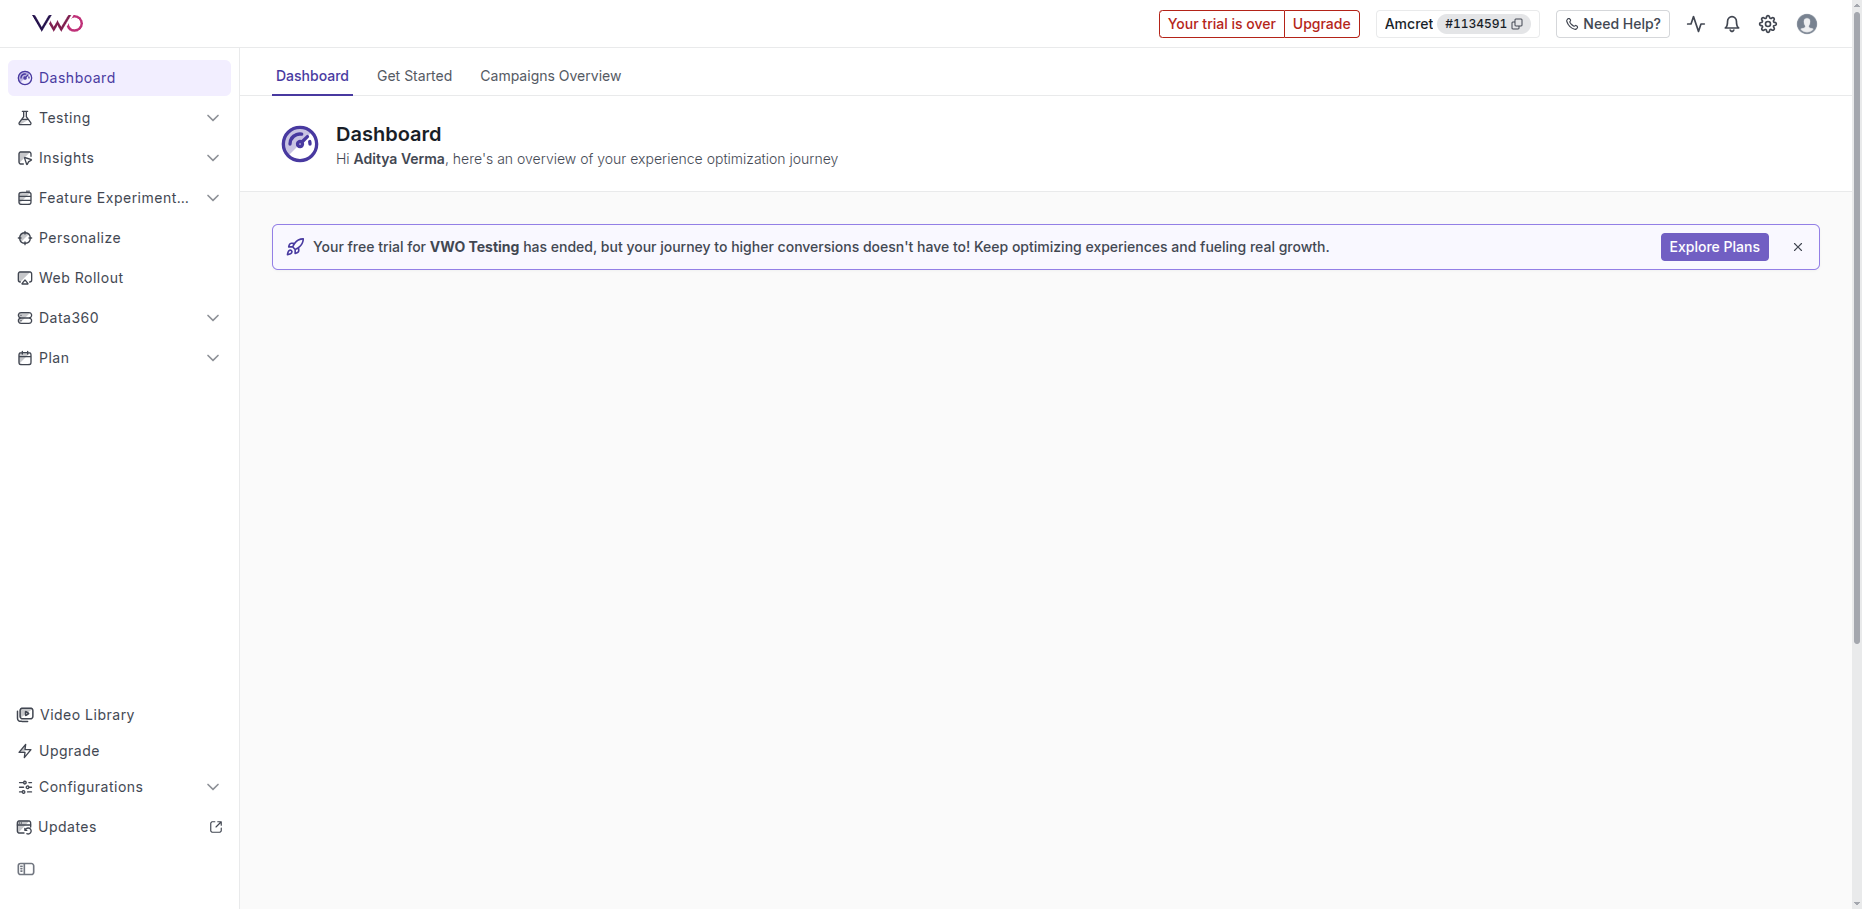 VWO
Your trial is over Upgrade Amcret #1134591 Need Help?
Dashboard
Testing
Insights
Feature Experiment...
Personalize
Web Rollout
Data360
Plan
Video Library
Upgrade
Configurations
Updates
Dashboard Get Started Campaigns Overview
Dashboard
Hi Aditya Verma, here's an overview of your experience optimization journey
Your free trial for VWO Testing has ended, but your journey to higher conversions doesn't have to! Keep optimizing experiences and fueling real growth. Explore Plans